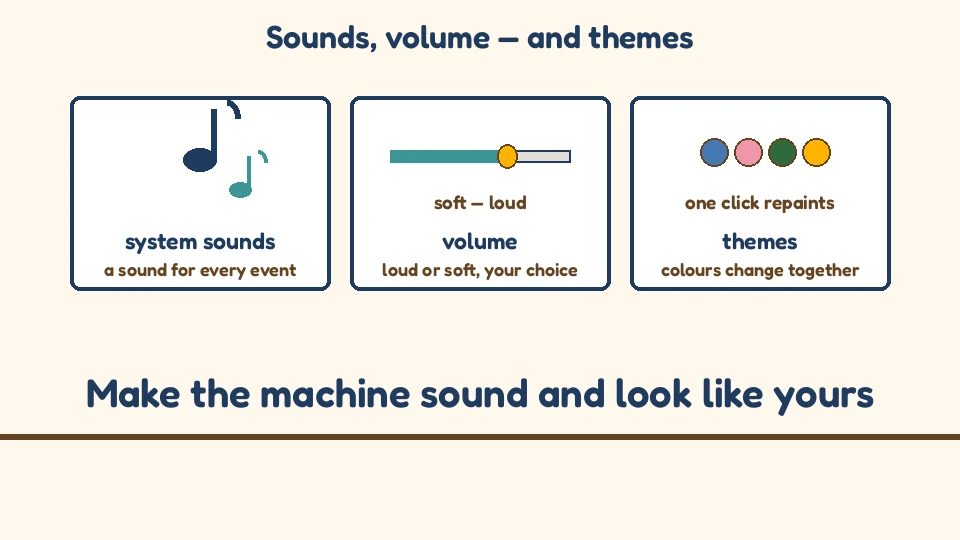 Sounds, volume — and themes
system sounds
a sound for every event
soft — loud
volume
loud or soft, your choice
one click repaints
themes
colours change together
Make the machine sound and look like yours